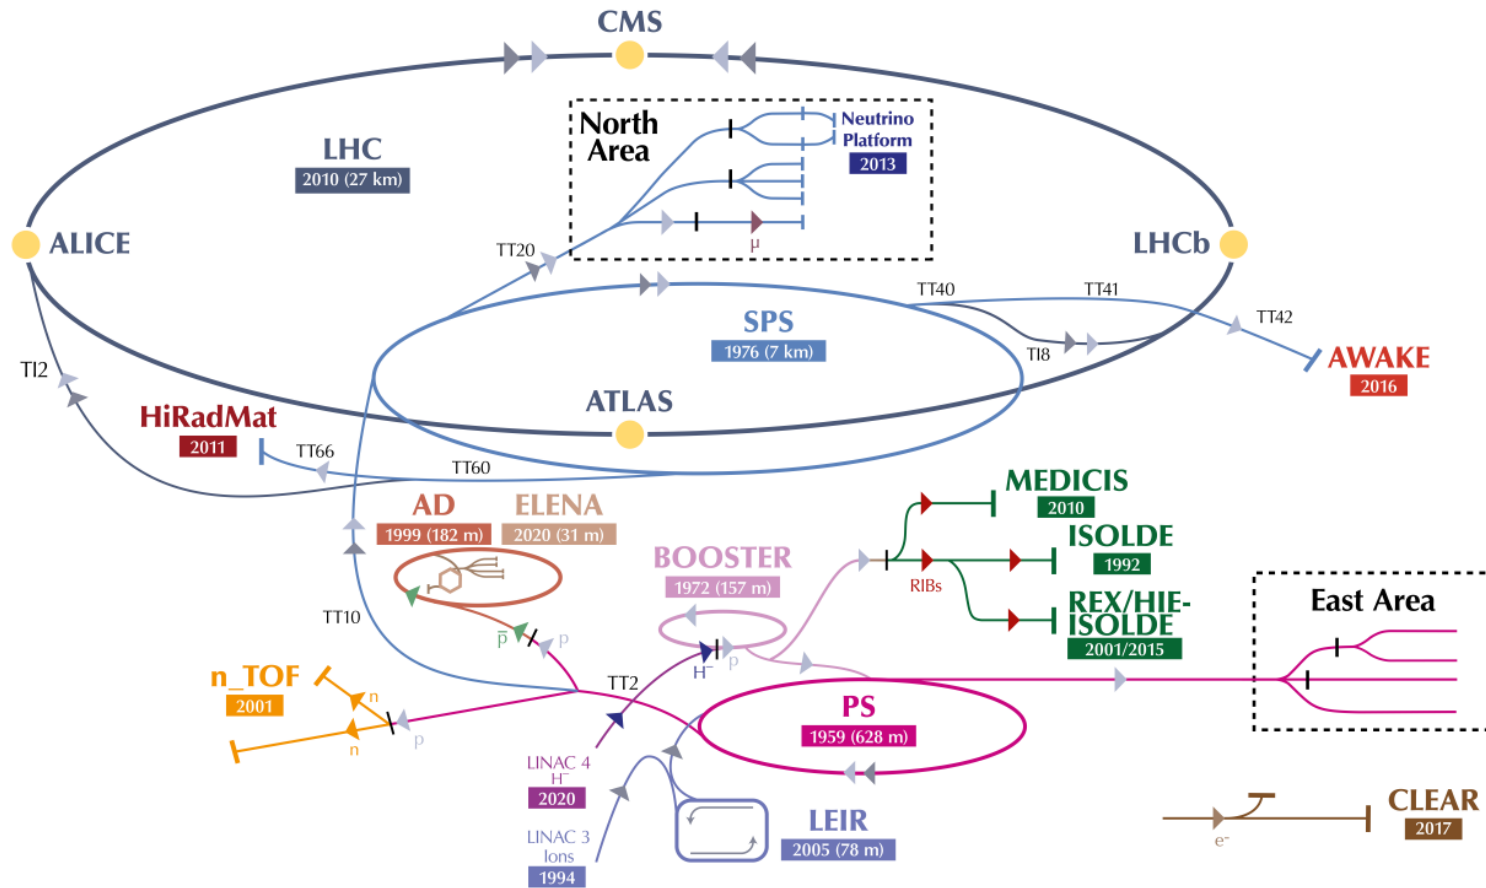 CMS
North
Area
Neutrino
Platform
2013
LHC
2010 (27 km)
μ
ALICE
LHCb
TT20
TT40
TT41
TT42
SPS
1976 (7 km)
TI8
AWAKE
2016
TI2
ATLAS
HiRadMat
2011
TT66
TT60
AD
1999 (182 m)
ELENA
2020 (31 m)
MEDICIS
2010
ISOLDE
1992
BOOSTER
1972 (157 m)
RIBs
REX/HIE-
ISOLDE
2001/2015
East Area
TT10
p̅
p
H⁻
p
n_TOF
2001
n
n
p
TT2
PS
1959 (628 m)
LINAC 4
H⁻
2020
LINAC 3
Ions
1994
LEIR
2005 (78 m)
CLEAR
2017
e-